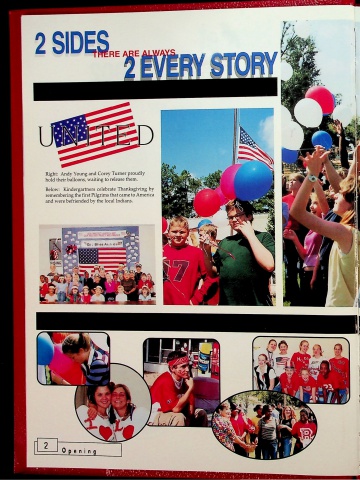 2 SIDES
THERE ARE ALWAYS
2 EVERY STORY
UNITED
Right: Andy Young and Corey Turner proudly
hold their balloons, waiting to release them.
Below: Kindergartners celebrate Thanksgiving by
remembering the first Pilgrims that came to America
and were befriended by the local Indians.
17
I I
R
2
Opening